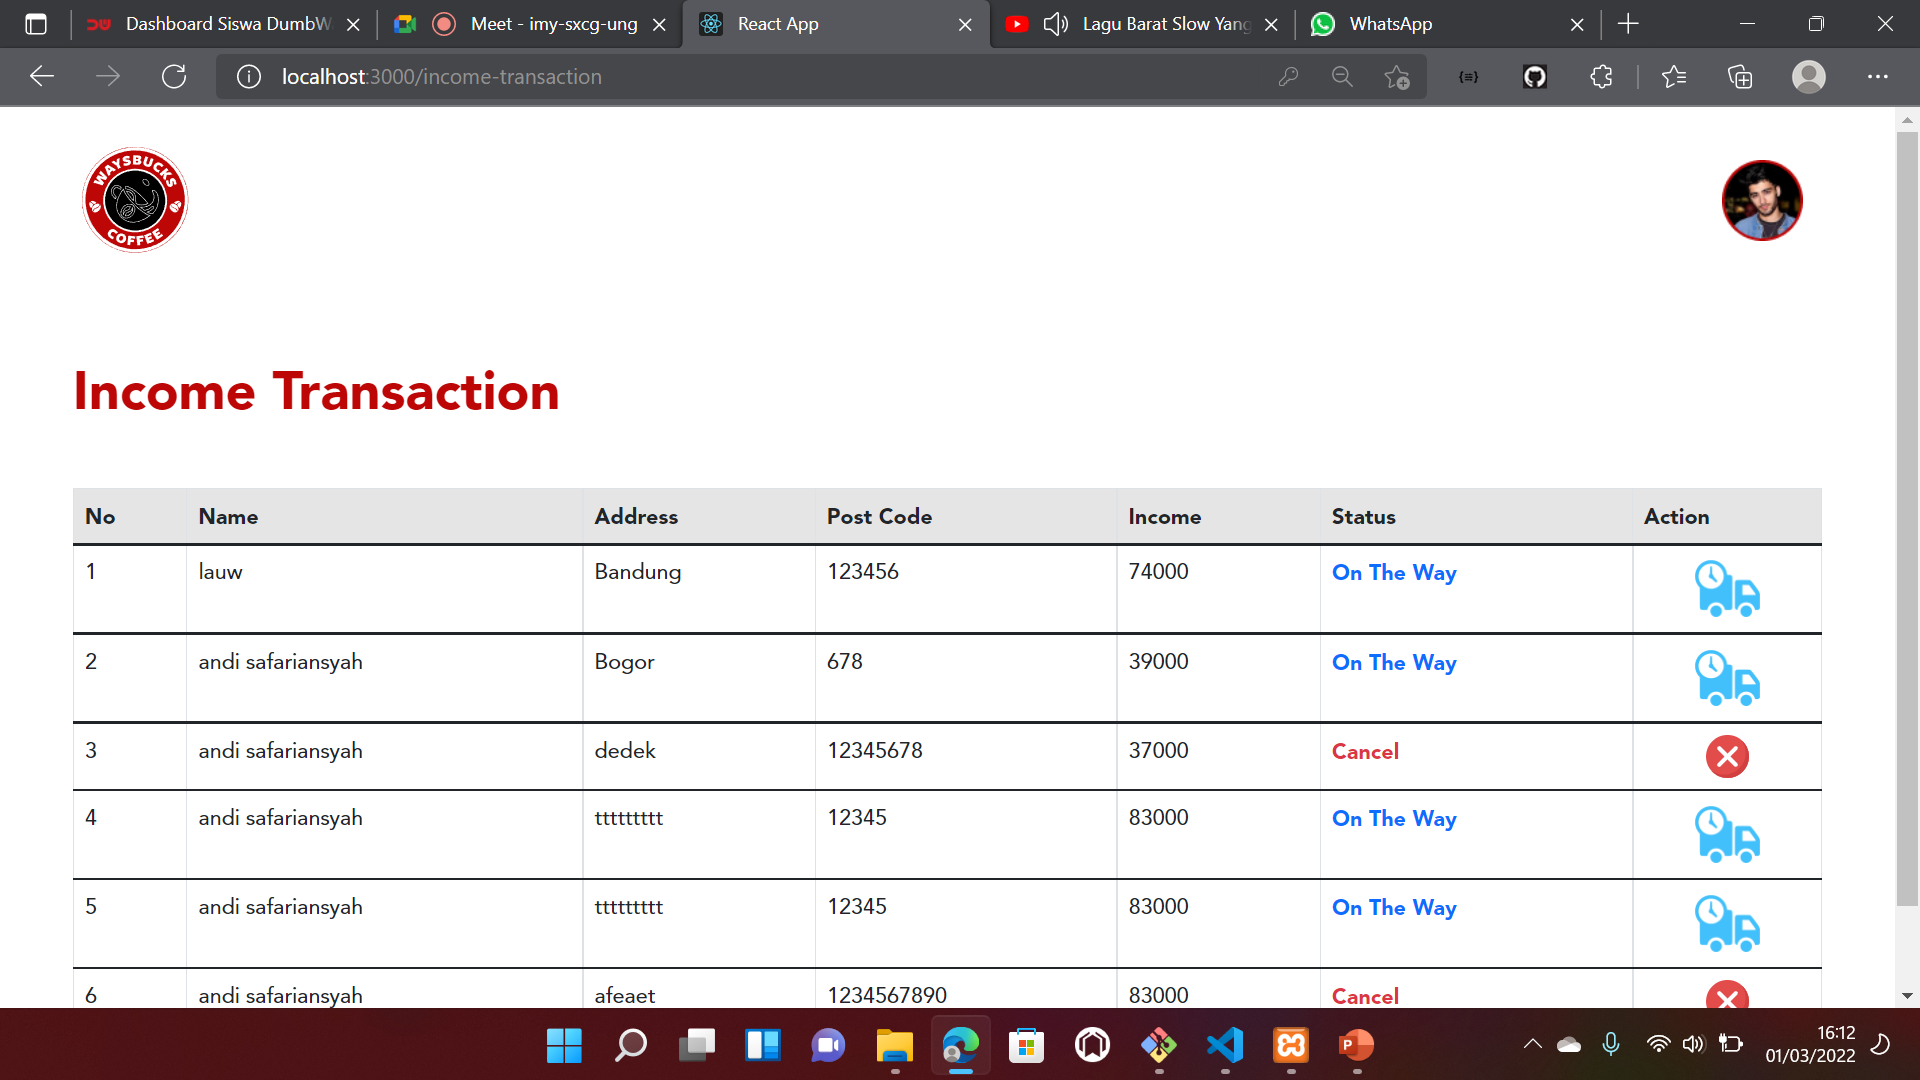 Dashboard Siswa DumbW
Meet - imy-sxcg-ung
React App
Lagu Barat Slow Yang
WhatsApp
localhost:3000/income-transaction
WAYSBUCKS
COFFEE
Income Transaction
No Name Address Post Code Income Status Action
1 lauw Bandung 123456 74000 On The Way
2 andi safariansyah Bogor 678 39000 On The Way
3 andi safariansyah dedek 12345678 37000 Cancel
4 andi safariansyah ttttttttt 12345 83000 On The Way
5 andi safariansyah ttttttttt 12345 83000 On The Way
6 andi safariansyah afeaet 1234567890 83000 Cancel
16:12
01/03/2022